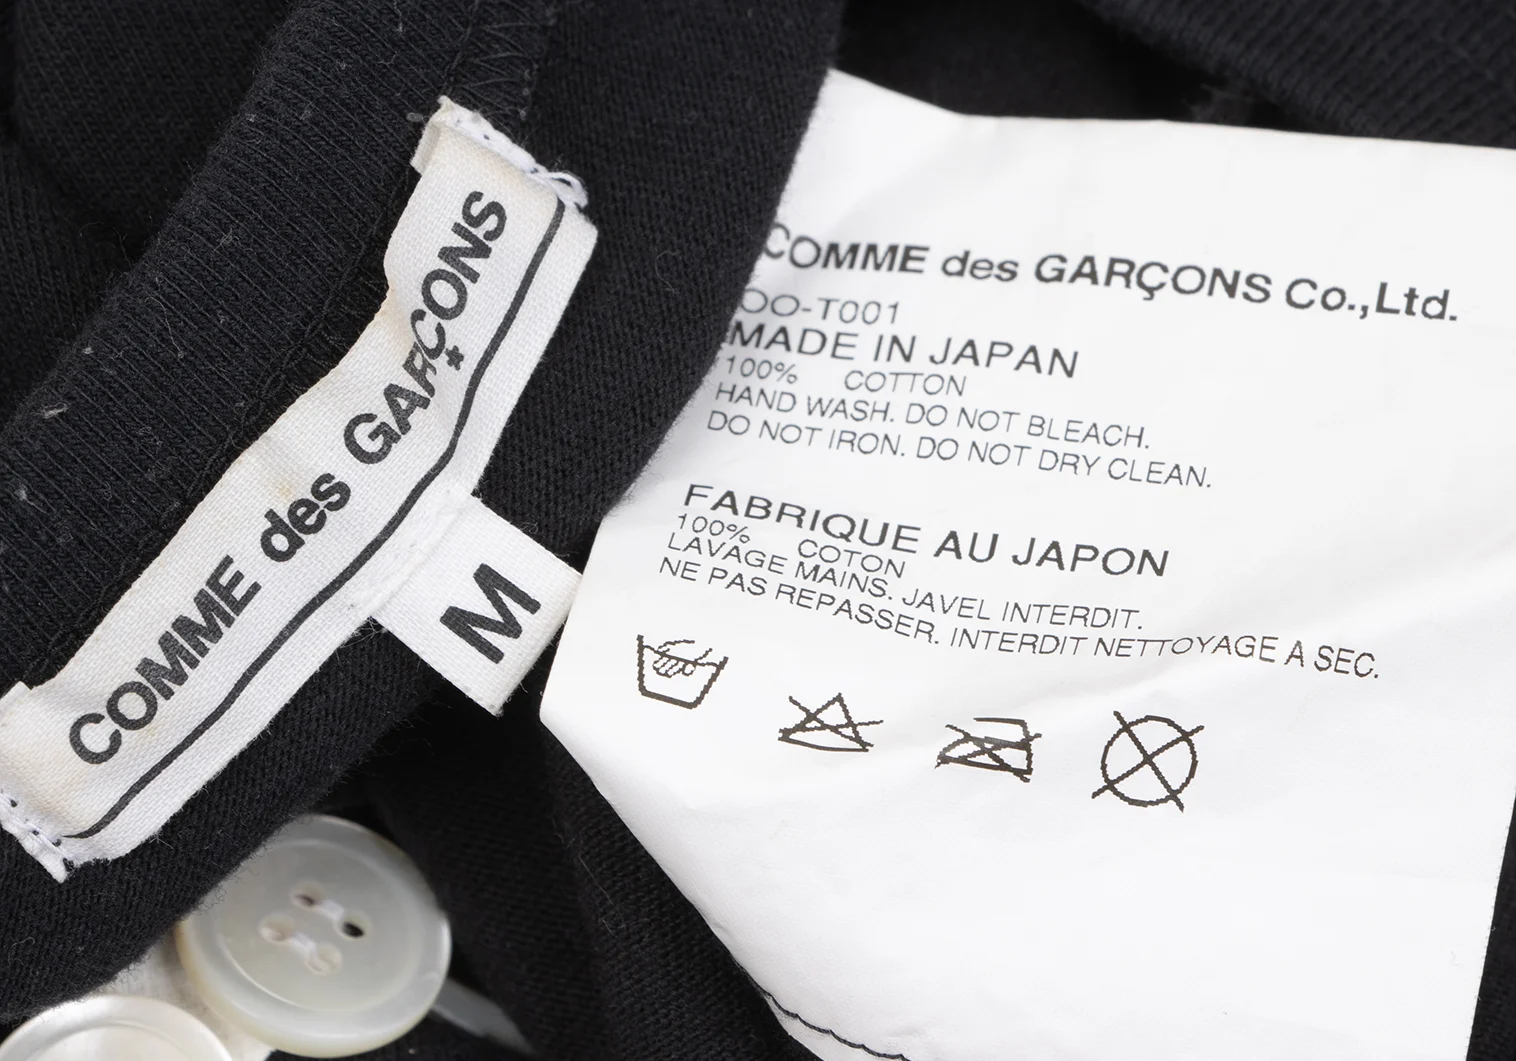 COMME des GARÇONS
M
COMME des GARÇONS Co.,Ltd.
OO-T001
MADE IN JAPAN
100% COTTON
HAND WASH. DO NOT BLEACH.
DO NOT IRON. DO NOT DRY CLEAN.
FABRIQUE AU JAPON
100% COTON
LAVAGE MAINS. JAVEL INTERDIT.
NE PAS REPASSER. INTERDIT NETTOYAGE A SEC.